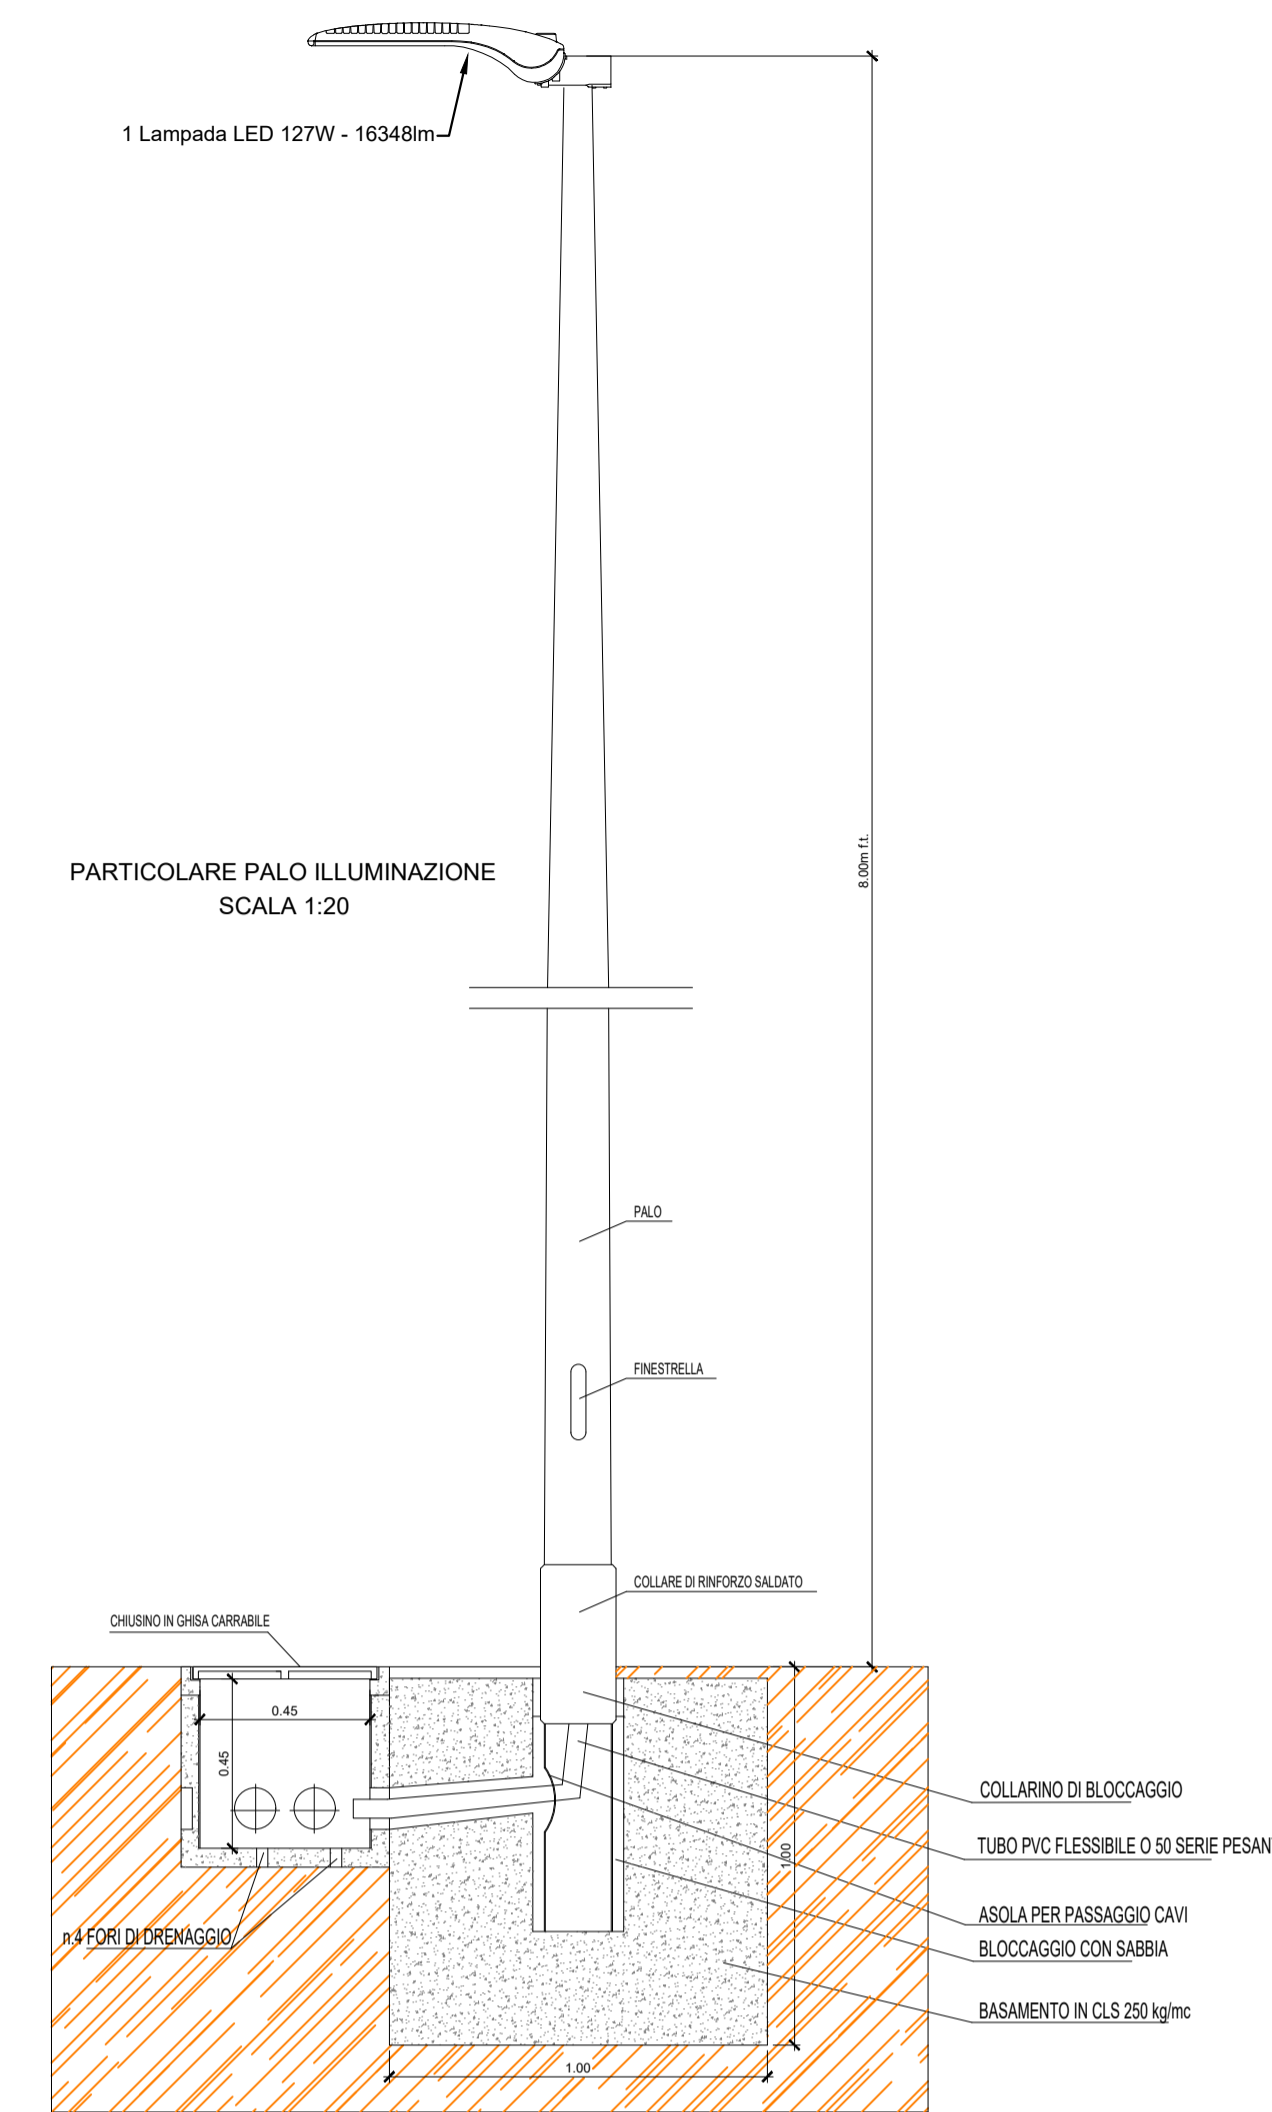 1 Lampada LED 127W - 16348lm
8.00m f.t.
PARTICOLARE PALO ILLUMINAZIONE
SCALA 1:20
PALO
FINESTRELLA
COLLARE DI RINFORZO SALDATO
CHIUSINO IN GHISA CARRABILE
0.45
0.45
COLLARINO DI BLOCCAGGIO
TUBO PVC FLESSIBILE O 50 SERIE PESAN
1.00
ASOLA PER PASSAGGIO CAVI
n.4 FORI DI DRENAGGIO
BLOCCAGGIO CON SABBIA
BASAMENTO IN CLS 250 kg/mc
1.00